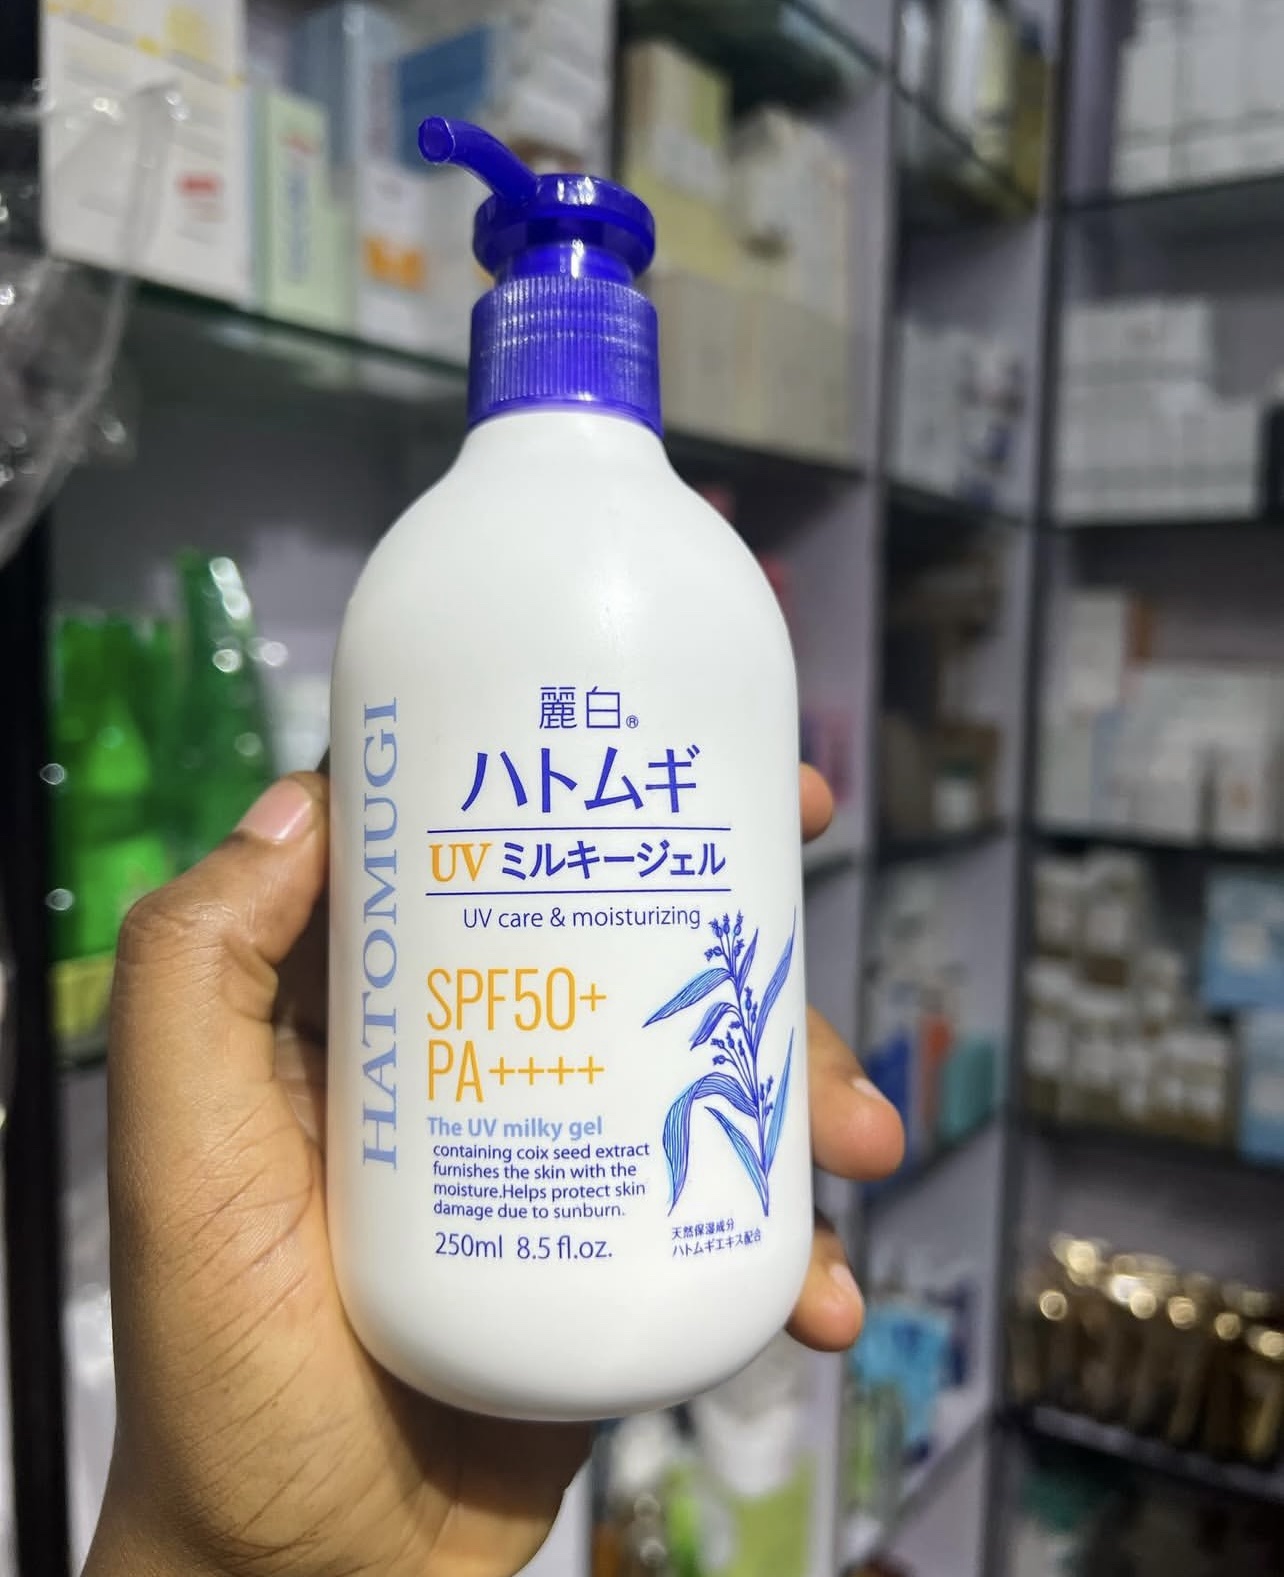 麗白®
ハトムギ
UV ミルキージェル
UV care & moisturizing
HATOMUGI
SPF50+
PA++++
The UV milky gel
containing coix seed extract
furnishes the skin with the
moisture.Helps protect skin
damage due to sunburn.
250ml 8.5 fl.oz.
天然保湿成分
ハトムギエキス配合